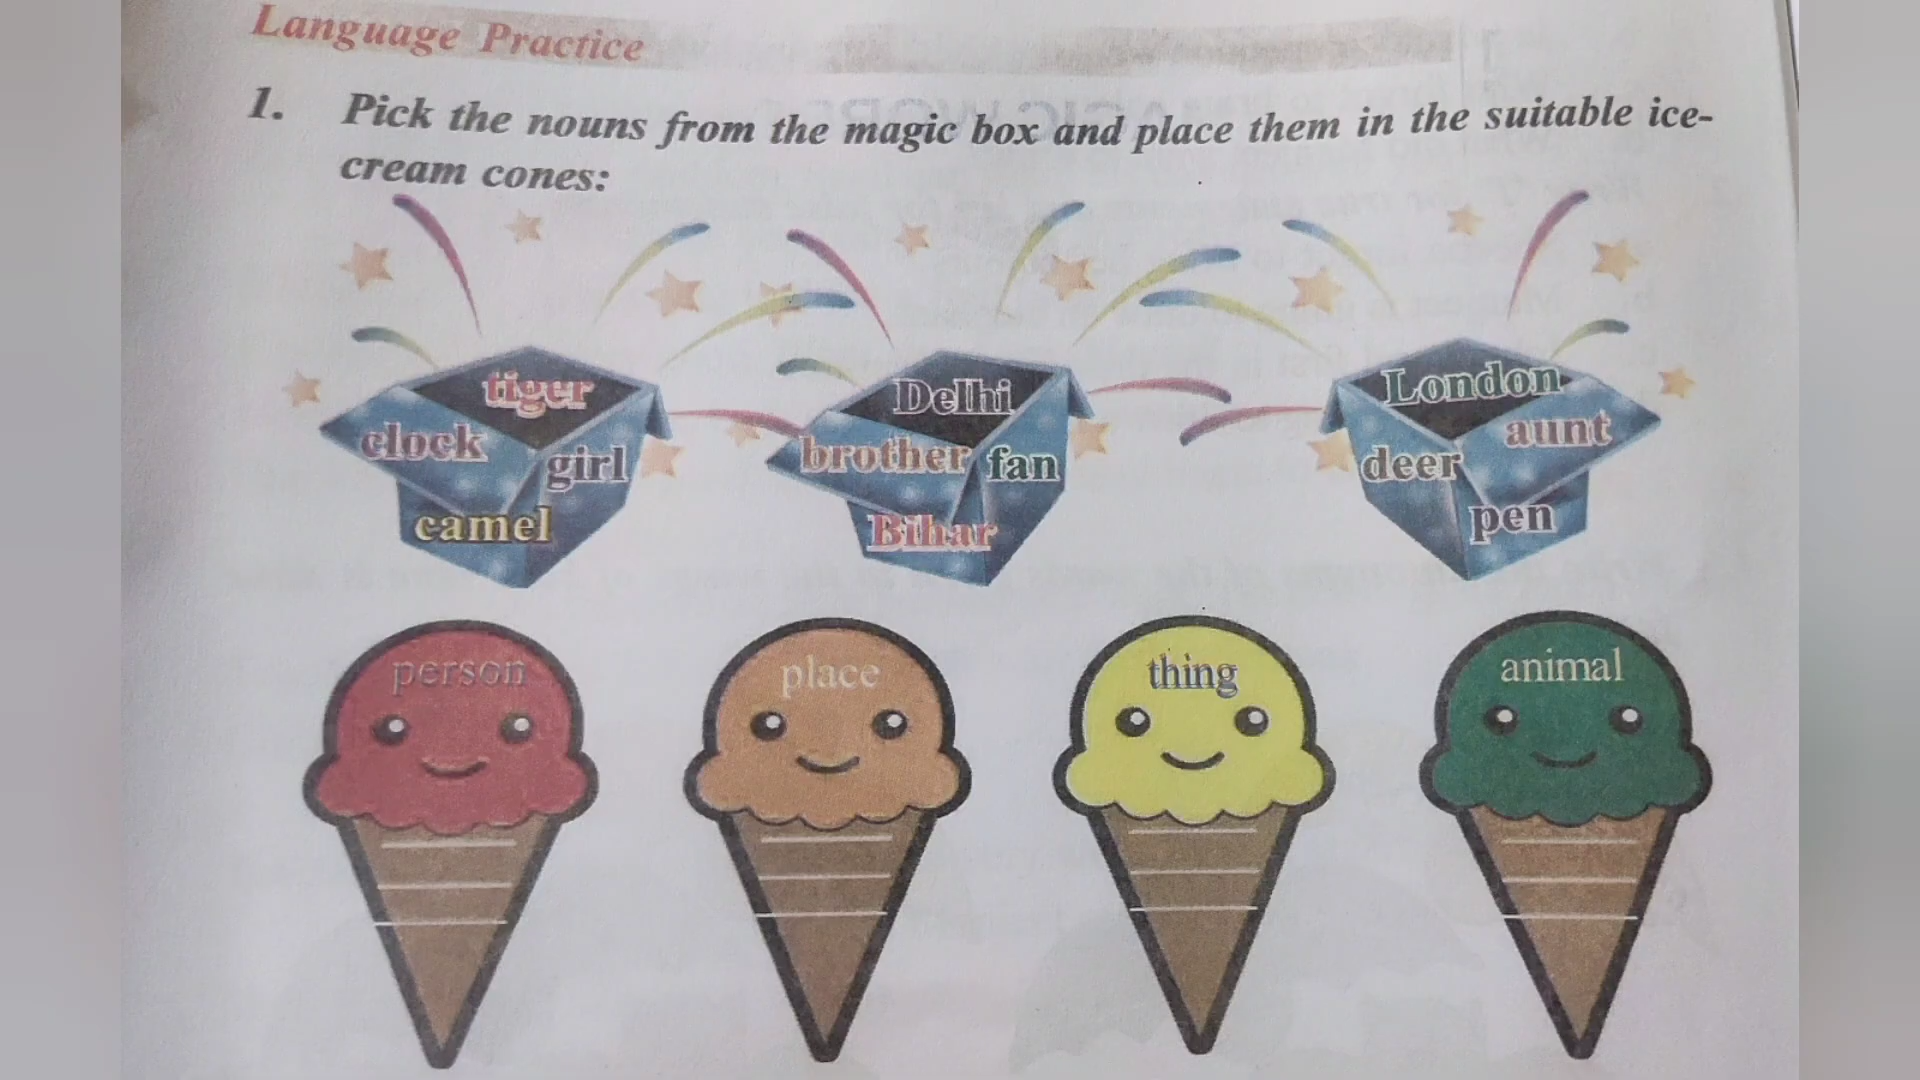 Language Practice
1. Pick the nouns from the magic box and place them in the suitable ice-
cream cones:
tiger
clock
girl
camel
Delhi
brother
fan
Bihar
London
aunt
deer
pen
person
place
thing
animal